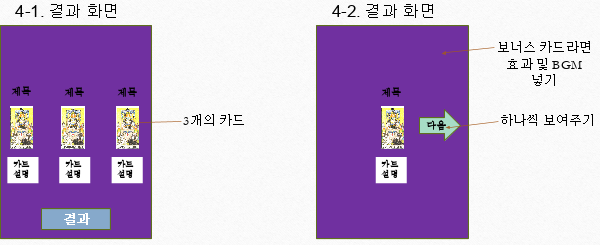 4-1. 결과 화면
제목 제목 제목
3개의 카드
카드 설명 카드 설명 카드 설명
결과
4-2. 결과 화면
보너스 카드라면
효과 및 BGM
넣기
제목
다음
하나씩 보여주기
카드
설명